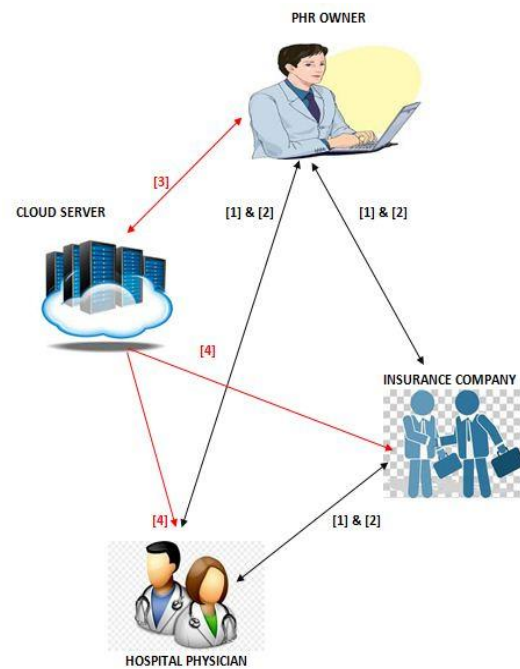 PHR OWNER
[3]
CLOUD SERVER
[1] & [2]
[1] & [2]
[4]
INSURANCE COMPANY
[4]
[1] & [2]
HOSPITAL PHYSICIAN